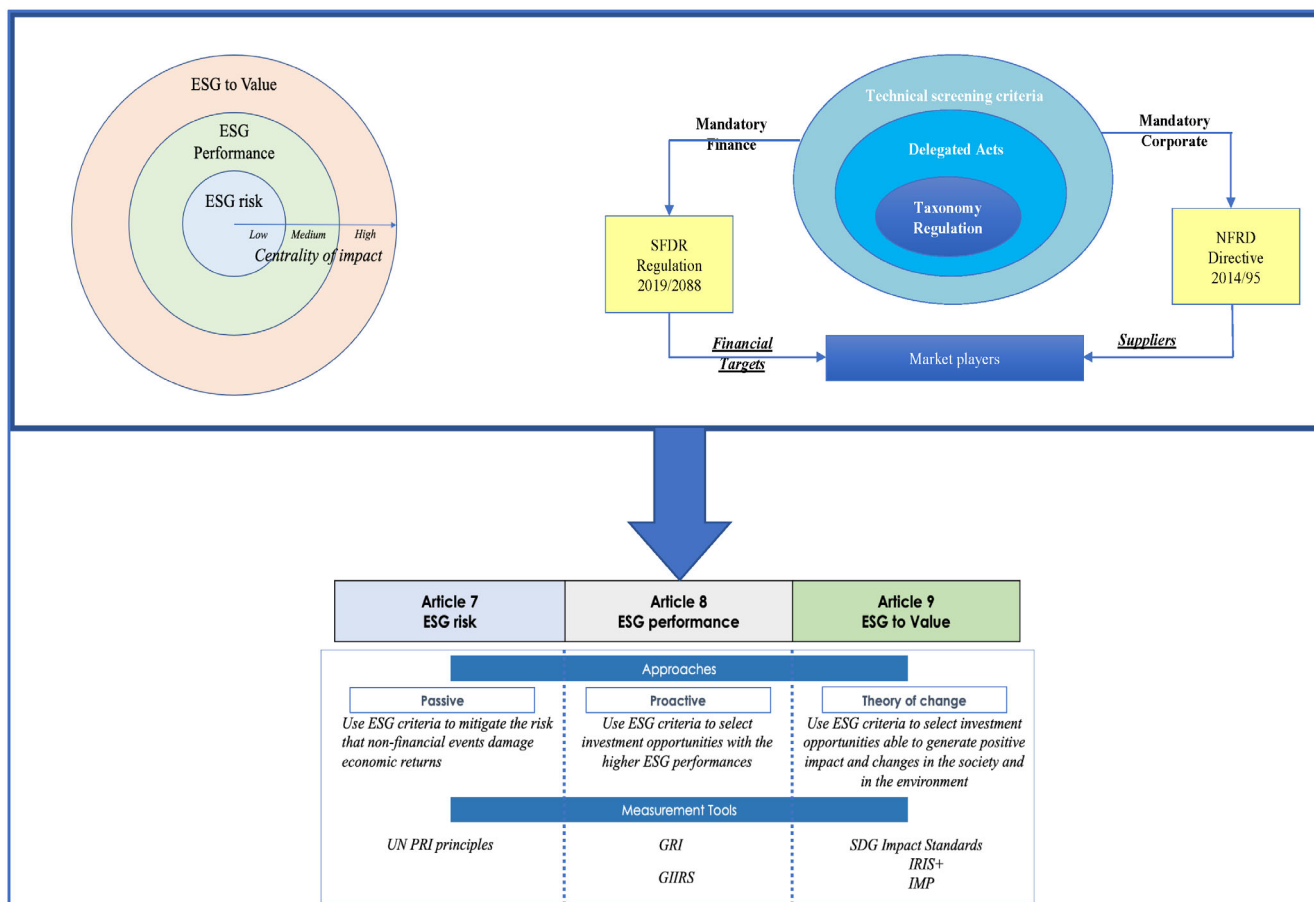 ESG to Value
ESG
Performance
ESG risk
Low Medium High
Centrality of impact
Technical screening criteria
Delegated Acts
Taxonomy
Regulation
Mandatory
Finance
Mandatory
Corporate
SFDR
Regulation
2019/2088
NFRD
Directive
2014/95
Financial
Targets
Market players
Suppliers
Article 7
ESG risk
Article 8
ESG performance
Article 9
ESG to Value
Approaches
Passive
Use ESG criteria to mitigate the risk
that non-financial events damage
economic returns
Proactive
Use ESG criteria to select
investment opportunities with the
higher ESG performances
Theory of change
Use ESG criteria to select investment
opportunities able to generate positive
impact and changes in the society and
in the environment
Measurement Tools
UN PRI principles
GRI
GIIRS
SDG Impact Standards
IRIS+
IMP